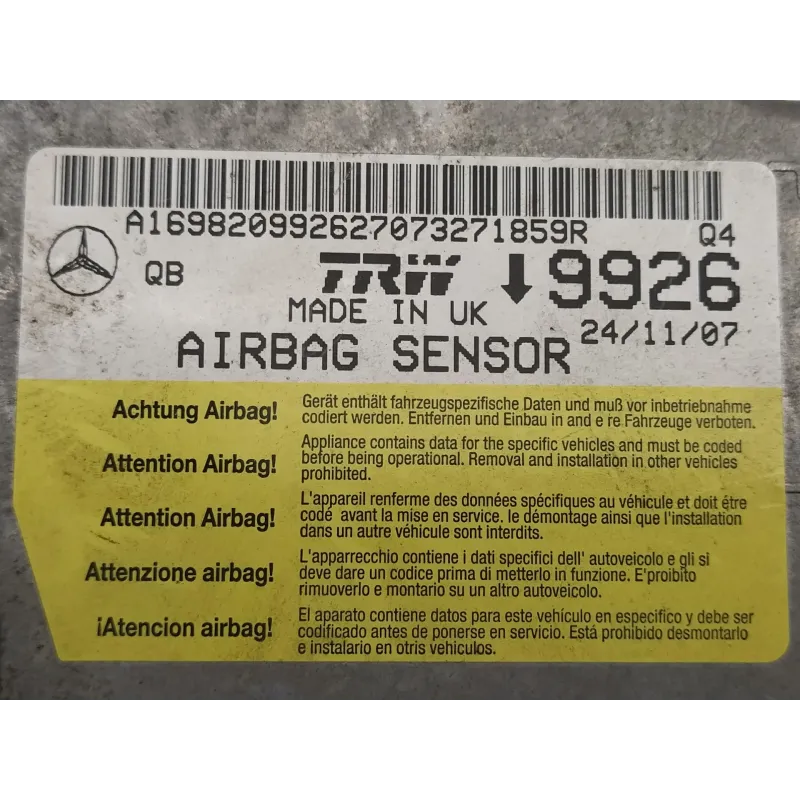 A169820992627073271859R
Q4
QB
TRW
9926
MADE IN UK
24/11/07
AIRBAG SENSOR
Achtung Airbag!
Gerät enthält fahrzeugspezifische Daten und muß vor inbetriebnahme
codiert werden. Entfernen und Einbau in and e re Fahrzeuge verboten.
Attention Airbag!
Appliance contains data for the specific vehicles and must be coded
before being operational. Removal and installation in other vehicles
prohibited.
Attention Airbag!
L'appareil renferme des données spécifiques au véhicule et doit étre
codé avant la mise en service. le démontage ainsi que l'installation
dans un autre véhicule sont interdits.
Attenzione airbag!
L'apparrecchio contiene i dati specifici dell' autoveicolo e gli si
deve dare un codice prima di metterlo in funzione. E'proibito
rimuoverlo e montario su un altro autoveicolo.
¡Atencion airbag!
El aparato contiene datos para este vehículo en especifico y debe ser
codificado antes de ponerse en servicio. Está prohibido desmontarlo
e instalario en otris vehículos.